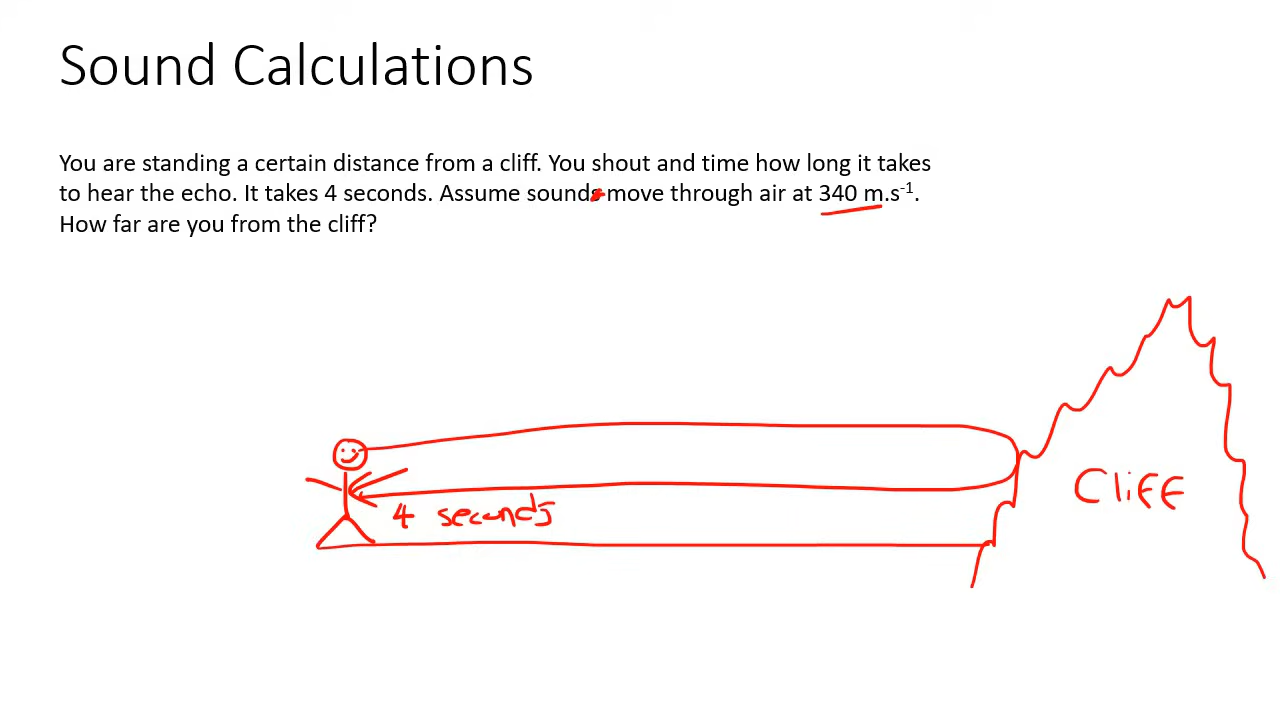 Sound Calculations
You are standing a certain distance from a cliff. You shout and time how long it takes
to hear the echo. It takes 4 seconds. Assume sounds move through air at 340 m.s⁻¹.
How far are you from the cliff?
Cliff
4 seconds